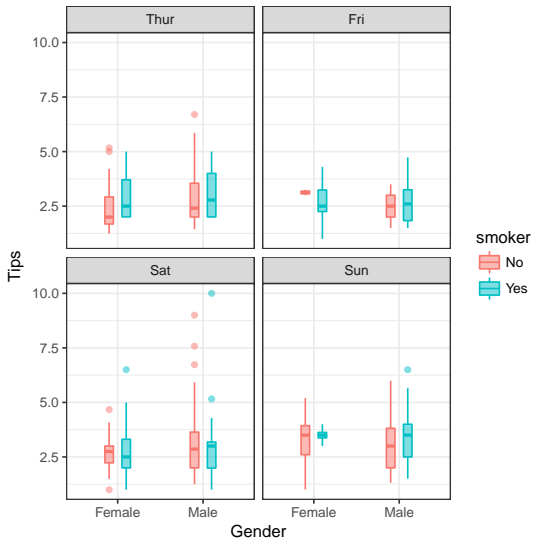 Thur Fri
10.0
7.5
5.0
2.5
Tips
Sat Sun
10.0
7.5
5.0
2.5
Female Male Female Male
Gender
smoker
No
Yes